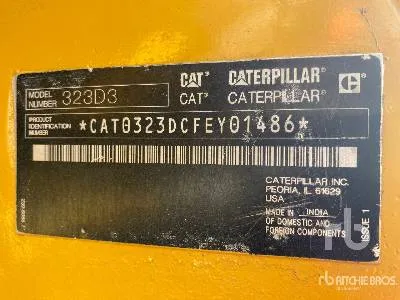 CAT CATERPILLAR C
MODEL NUMBER 323D3 CAT CATERPILLAR
PRODUCT IDENTIFICATION NUMBER *CAT0323DCFEY01486*
CATERPILLAR INC.
PEORIA, IL 61629
USA
MADE IN INDIA
OF DOMESTIC AND
FOREIGN COMPONENTS
ISSUE 1
rb
RITCHIE BROS.